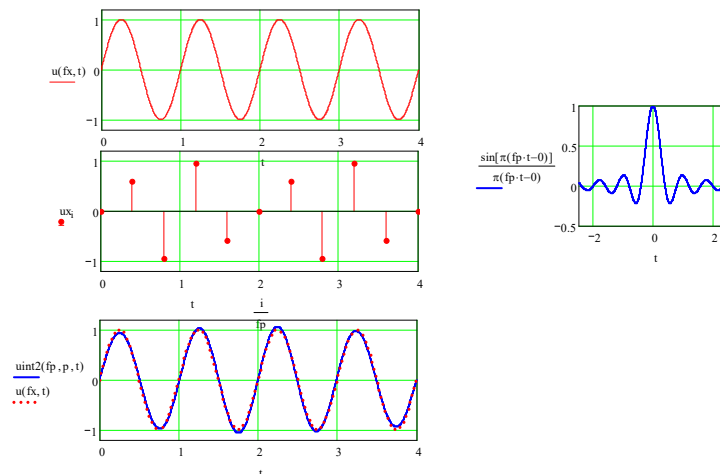 1
u(fx,t)
0
−1
0 1 2 3 4
t
1
ux_i
0
−1
0 1 2 3 4
t
i
fp
1
uint2(fp,p,t)
u(fx,t)
0
−1
0 1 2 3 4
t
1
0.5
sin[π(fp·t−0)]
π(fp·t−0)
0
−0.5
−2 0 2
t